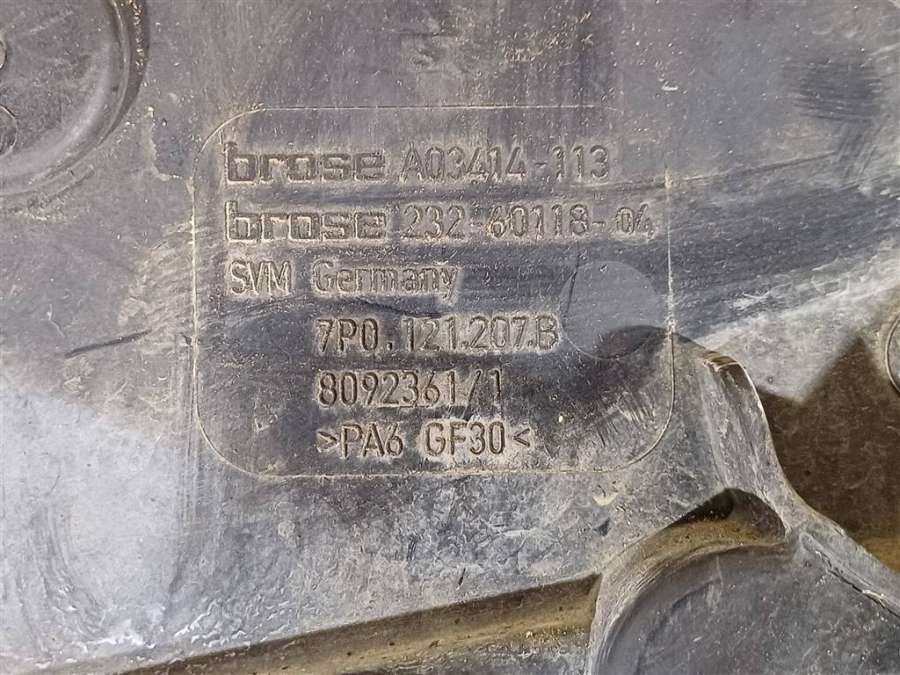 brose A03414-113
brose 232-60118-04
SVM Germany
7P0.121.207.B
8092361/1
>PA6 GF30<